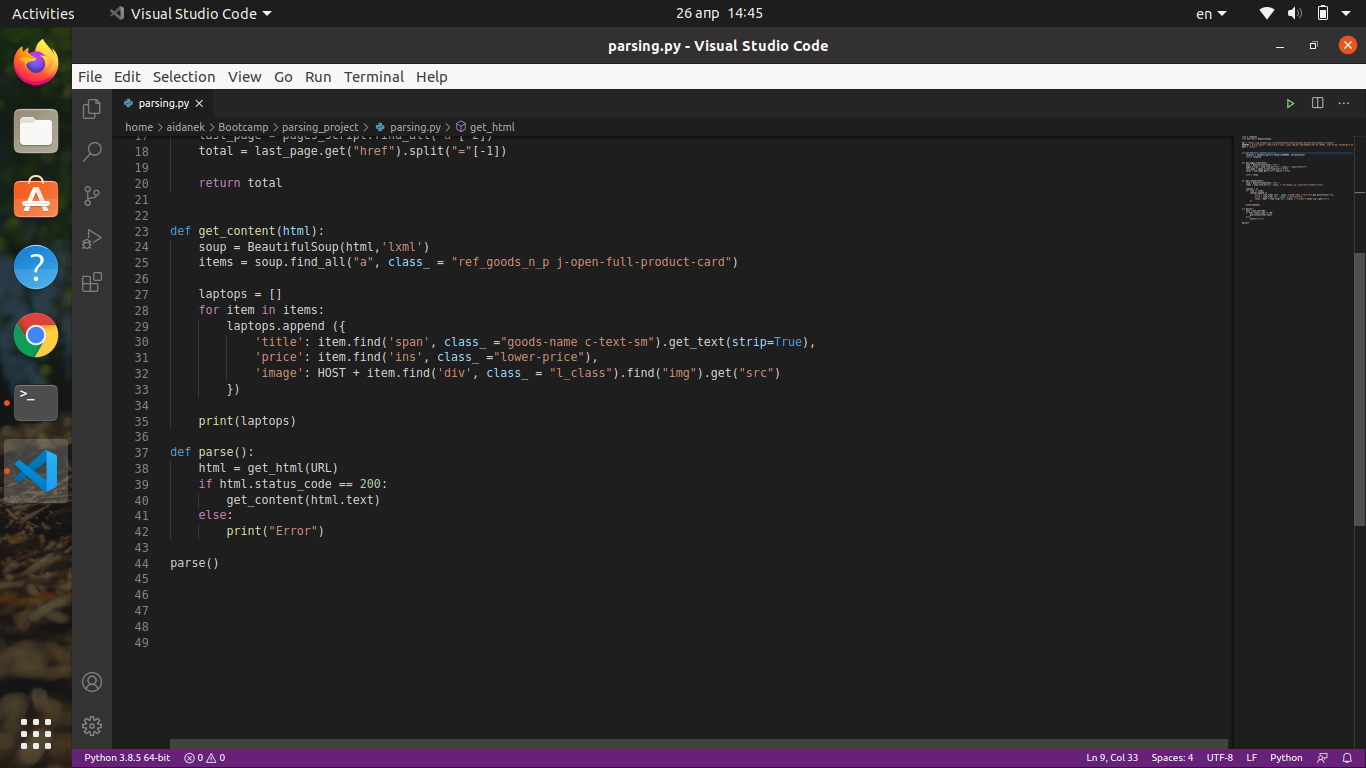 Activities
Visual Studio Code
26 апр 14:45
en
parsing.py - Visual Studio Code
File Edit Selection View Go Run Terminal Help
parsing.py
home > aidanek > Bootcamp > parsing_project > parsing.py > get_html
17 last_page = pages_script.find_all("a"[-2])
18 total = last_page.get("href").split("="[-1])
19
20 return total
21
22
23 def get_content(html):
24 soup = BeautifulSoup(html,'lxml')
25 items = soup.find_all("a", class_ = "ref_goods_n_p j-open-full-product-card")
26
27 laptops = []
28 for item in items:
29 laptops.append ({
30 'title': item.find('span', class_ ="goods-name c-text-sm").get_text(strip=True),
31 'price': item.find('ins', class_ ="lower-price"),
32 'image': HOST + item.find('div', class_ = "l_class").find("img").get("src")
33 })
34
35 print(laptops)
36
37 def parse():
38 html = get_html(URL)
39 if html.status_code == 200:
40 get_content(html.text)
41 else:
42 print("Error")
43
44 parse()
45
46
47
48
49
Python 3.8.5 64-bit 0 0 Ln 9, Col 33 Spaces: 4 UTF-8 LF Python